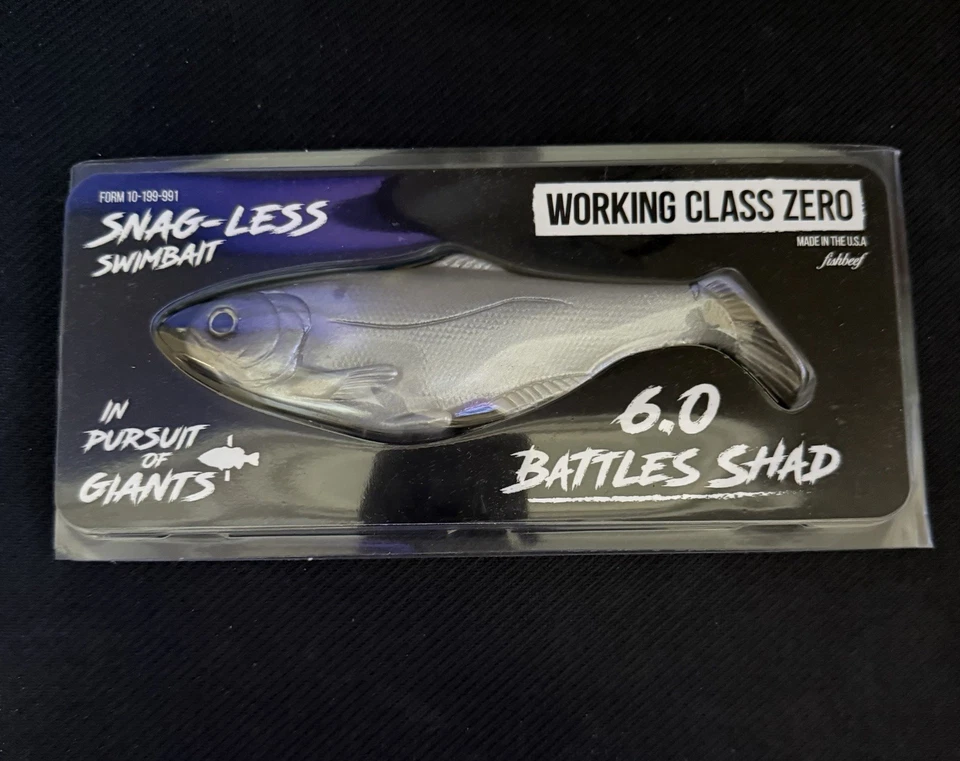 FORM 10-199-991
SNAG-LESS
SWIMBAIT
WORKING CLASS ZERO
MADE IN THE U.S.A
fishbeef
IN
PURSUIT
OF
GIANTS
6.0
BATTLES SHAD